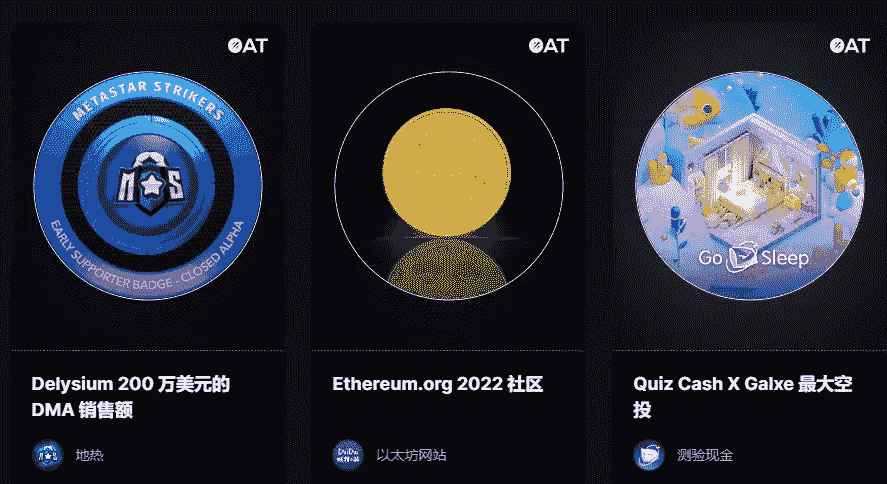 OAT
METASTAR STRIKERS
MS
EARLY SUPPORTER BADGE - CLOSED ALPHA
Delysium 200 万美元的
DMA 销售额
地热
OAT
Ethereum.org 2022 社区
以太坊网站
OAT
Go Sleep
Quiz Cash X Galxe 最大空
投
测验现金